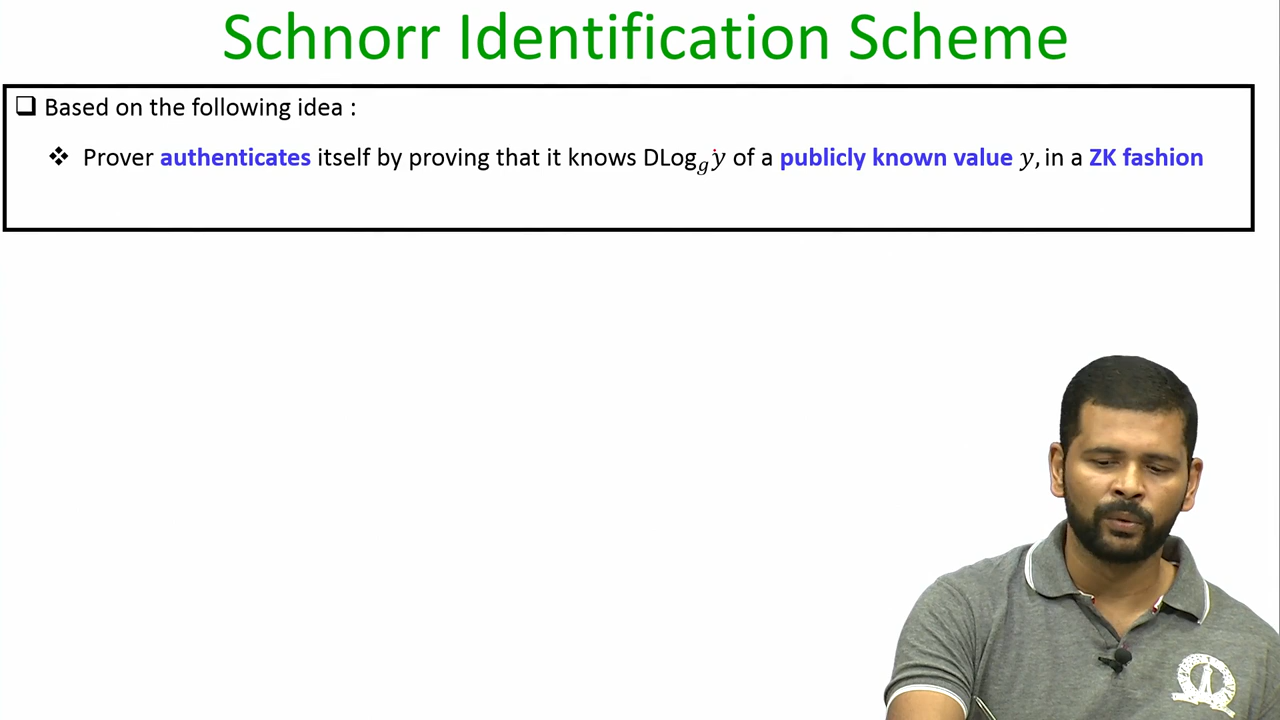 Schnorr Identification Scheme
❑ Based on the following idea :
❖ Prover authenticates itself by proving that it knows DLog_g y of a publicly known value y, in a ZK fashion